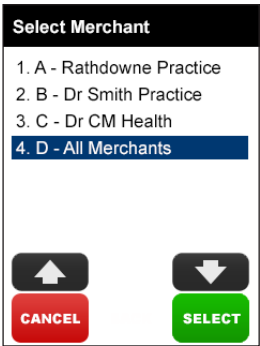 Select Merchant
1. A - Rathdowne Practice
2. B - Dr Smith Practice
3. C - Dr CM Health
4. D - All Merchants
CANCEL
SELECT